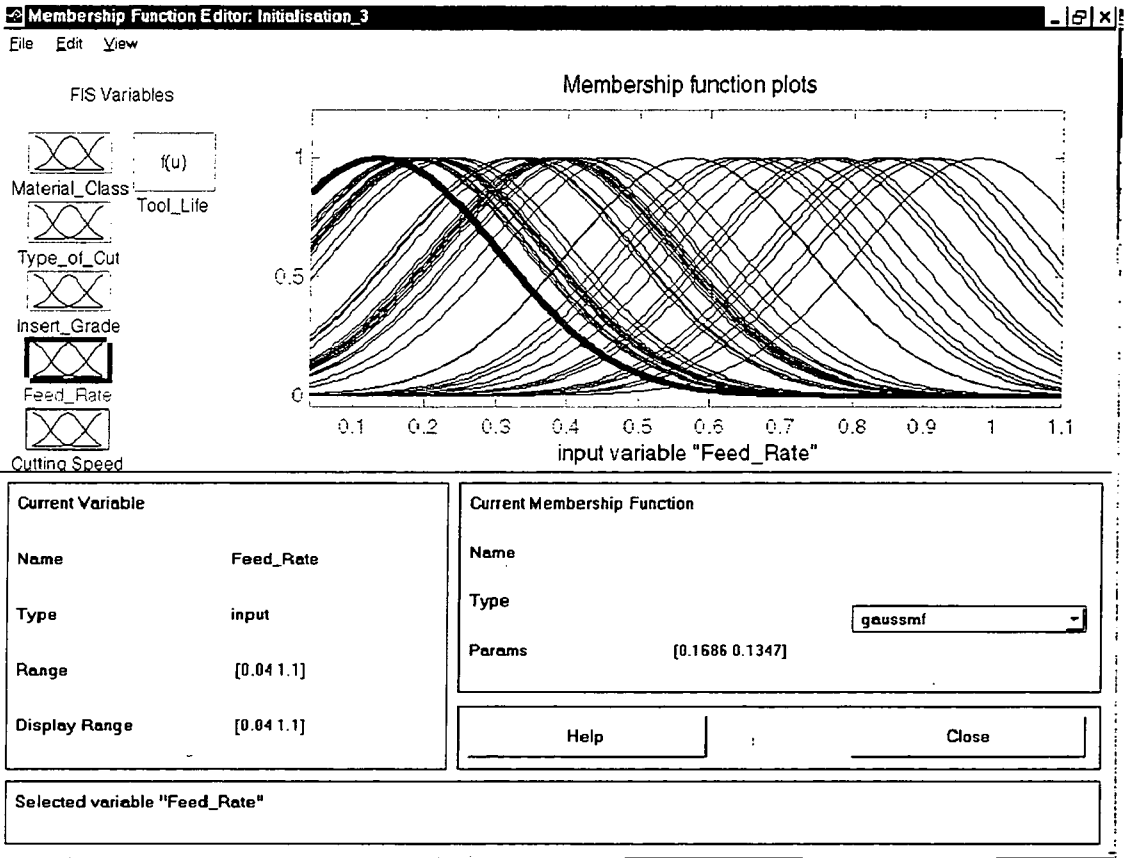 Membership Function Editor: Initialisation_3
File Edit View
FIS Variables
Material_Class
Type_of_Cut
Insert_Grade
Feed_Rate
Cutting Speed
f(u)
Tool_Life
Membership function plots
1
0.5
0
0.1 0.2 0.3 0.4 0.5 0.6 0.7 0.8 0.9 1 1.1
input variable "Feed_Rate"
Current Variable
Name Feed_Rate
Type input
Range [0.04 1.1]
Display Range [0.04 1.1]
Current Membership Function
Name
Type gaussmf
Params [0.1686 0.1347]
Help Close
Selected variable "Feed_Rate"